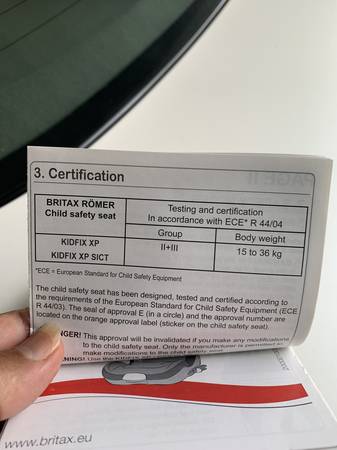 3. Certification
BRITAX RÖMER
Child safety seat
Testing and certification
In accordance with ECE* R 44/04
Group
Body weight
KIDFIX XP
KIDFIX XP SICT
II+III
15 to 36 kg
*ECE = European Standard for Child Safety Equipment
The child safety seat has been designed, tested and certified according to
the requirements of the European Standard for Child Safety Equipment (ECE
R 44/03). The seal of approval E (in a circle) and the approval number are
located on the orange approval label (sticker on the child safety seat).
NGER! This approval will be invalidated if you make any modifications
to the child safety seat. Only the manufacturer is permitted to
make modifications to the child safety seat.
www.britax.eu